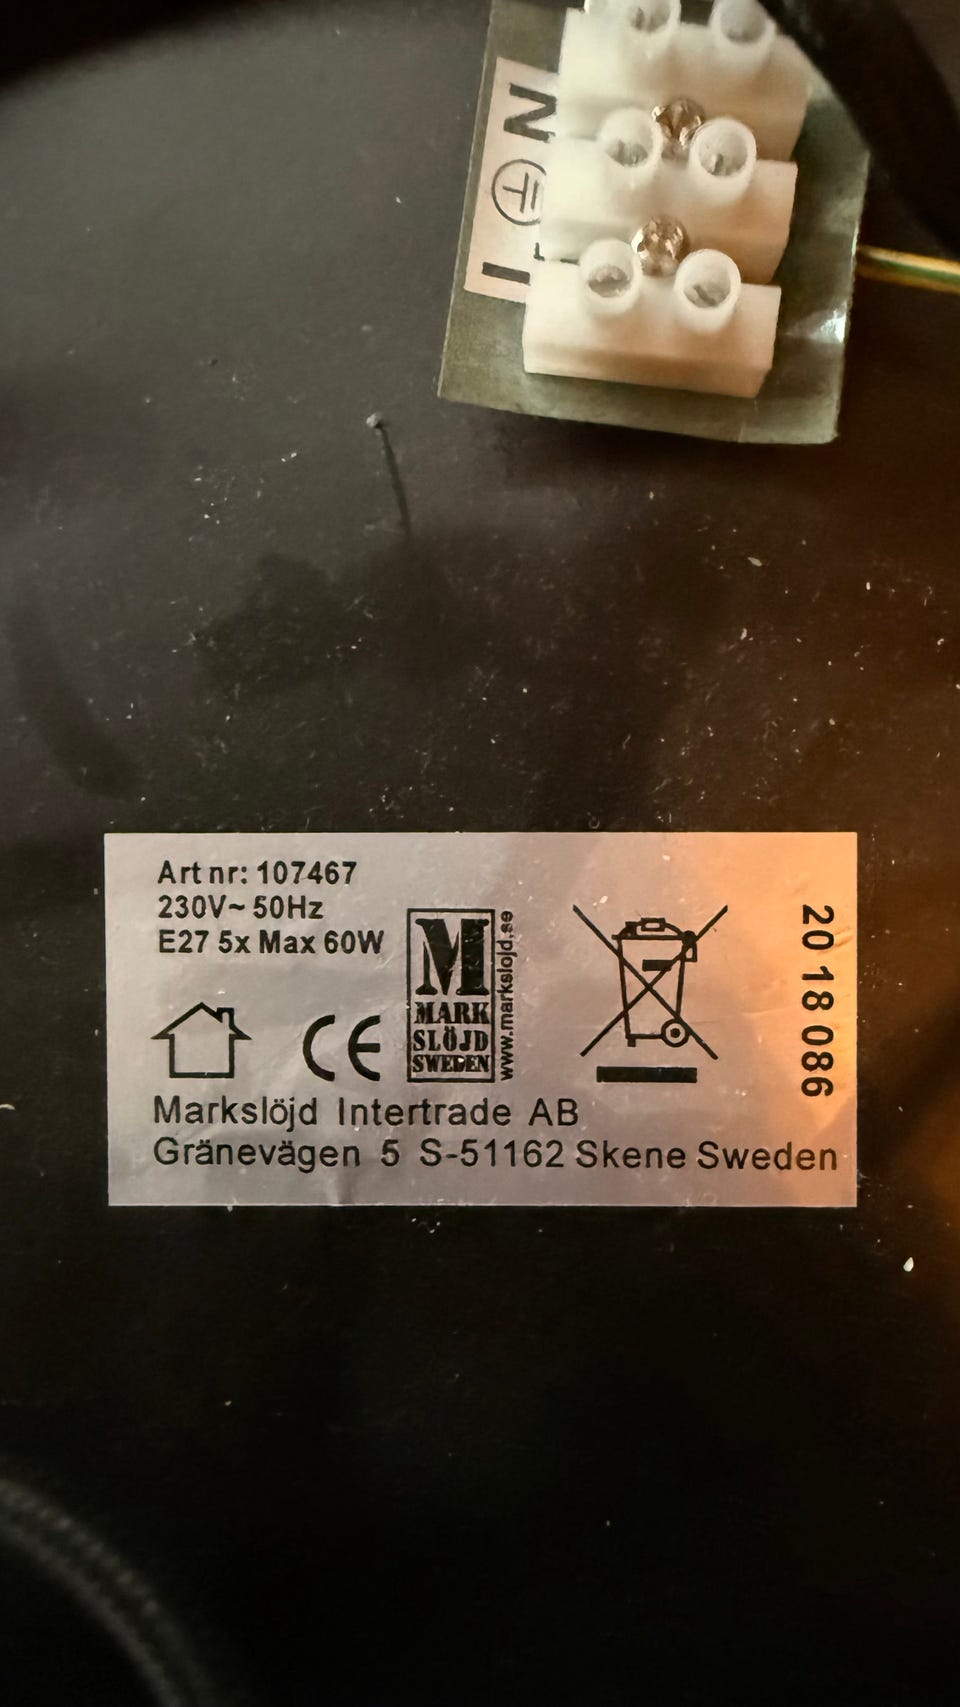 N
L
Art nr: 107467
230V~ 50Hz
E27 5x Max 60W
M
MARK
SLÖJD
SWEDEN
www.markslojd.se
CE
20 18 086
Markslöjd Intertrade AB
Gränevägen 5 S-51162 Skene Sweden